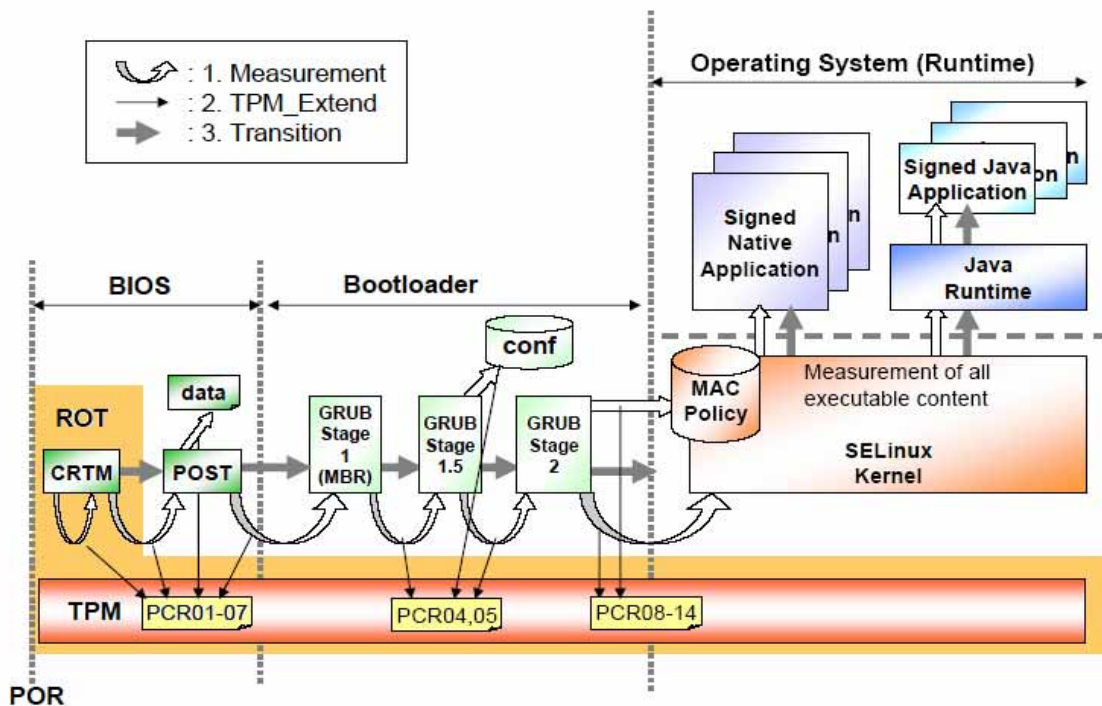 : 1. Measurement
: 2. TPM_Extend
: 3. Transition
Operating System (Runtime)
Signed Java
Application
on
n
Signed
Native
Application
n
on
Java
Runtime
BIOS
Bootloader
conf
data
MAC
Policy
Measurement of all
executable content
SELinux
Kernel
ROT
CRTM
POST
GRUB
Stage
1
(MBR)
GRUB
Stage
1.5
GRUB
Stage
2
TPM
PCR01-07
PCR04,05
PCR08-14
POR